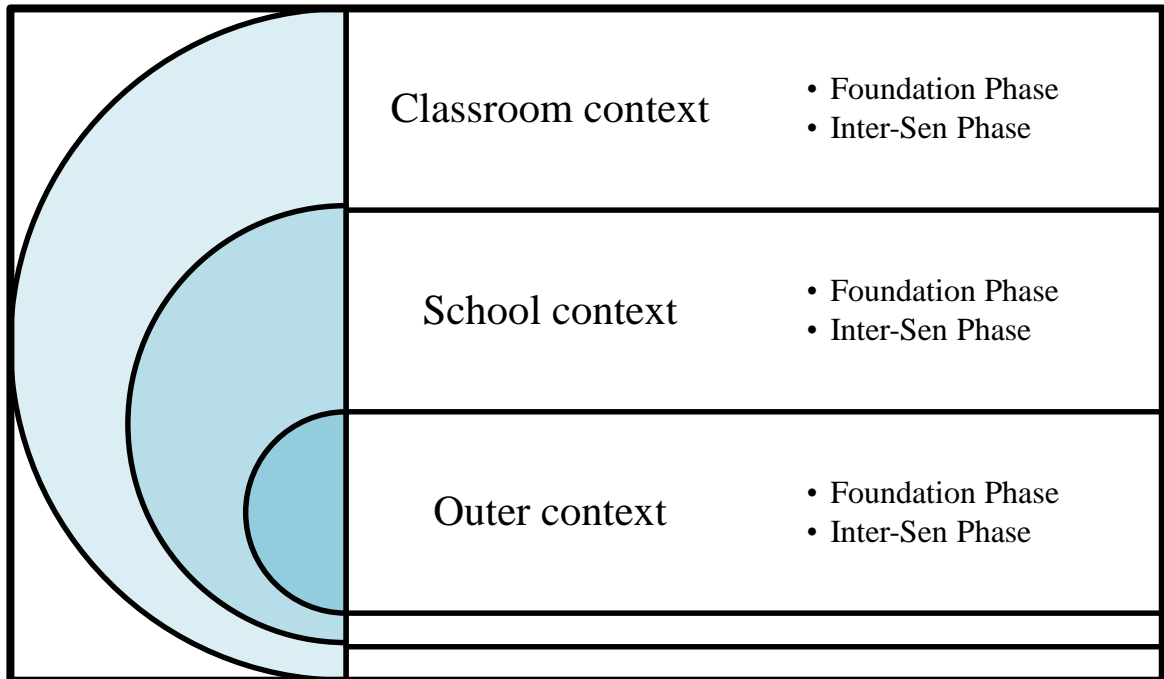 Classroom context
• Foundation Phase
• Inter-Sen Phase
School context
• Foundation Phase
• Inter-Sen Phase
Outer context
• Foundation Phase
• Inter-Sen Phase